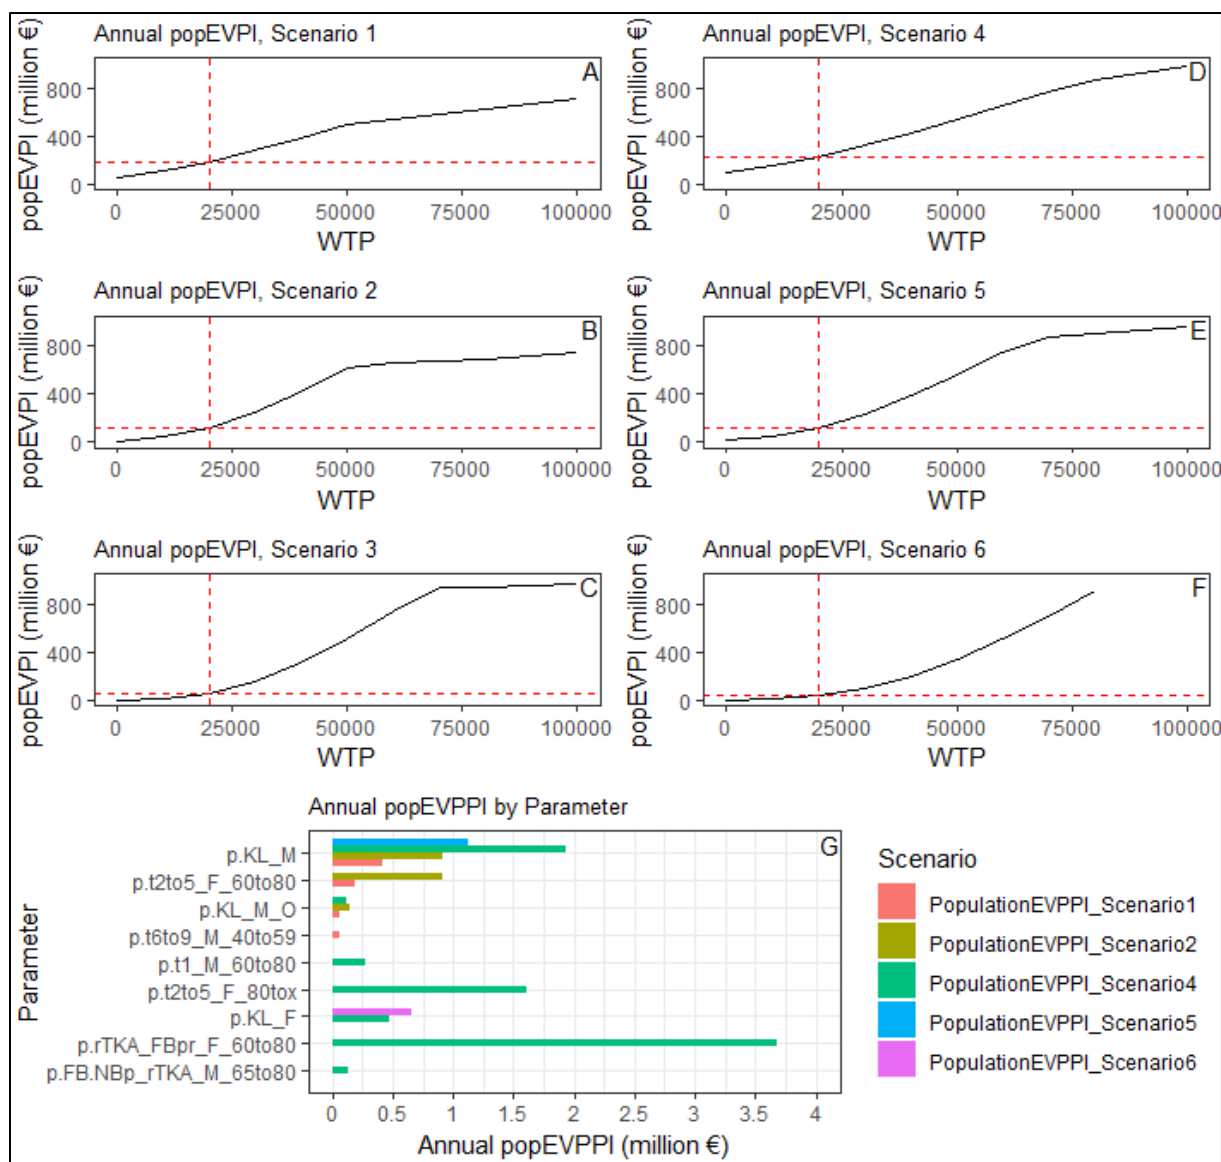 Annual popEVPI, Scenario 1
popEVPI (million €)
800
400
0
A
0 25000 50000 75000 100000
WTP
Annual popEVPI, Scenario 4
popEVPI (million €)
800
400
0
D
0 25000 50000 75000 100000
WTP
Annual popEVPI, Scenario 2
popEVPI (million €)
800
400
0
B
0 25000 50000 75000 100000
WTP
Annual popEVPI, Scenario 5
popEVPI (million €)
800
400
0
E
0 25000 50000 75000 100000
WTP
Annual popEVPI, Scenario 3
popEVPI (million €)
800
400
0
C
0 25000 50000 75000 100000
WTP
Annual popEVPI, Scenario 6
popEVPI (million €)
800
400
0
F
0 25000 50000 75000 100000
WTP
Annual popEVPPI by Parameter
G
Parameter
p.KL_M
p.t2to5_F_60to80
p.KL_M_O
p.t6to9_M_40to59
p.t1_M_60to80
p.t2to5_F_80tox
p.KL_F
p.rTKA_FBpr_F_60to80
p.FB.NBp_rTKA_M_65to80
0 0.5 1 1.5 2 2.5 3 3.5 4
Annual popEVPPI (million €)
Scenario
PopulationEVPPI_Scenario1
PopulationEVPPI_Scenario2
PopulationEVPPI_Scenario4
PopulationEVPPI_Scenario5
PopulationEVPPI_Scenario6